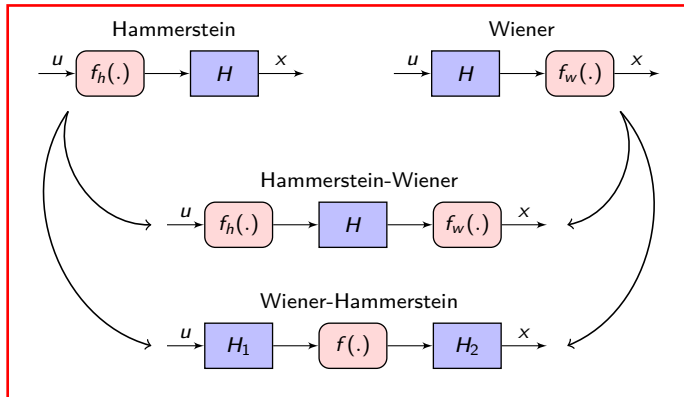 Hammerstein Wiener
u f_h(.) H x u H f_w(.) x
Hammerstein-Wiener
u f_h(.) H f_w(.) x
Wiener-Hammerstein
u H_1 f(.) H_2 x